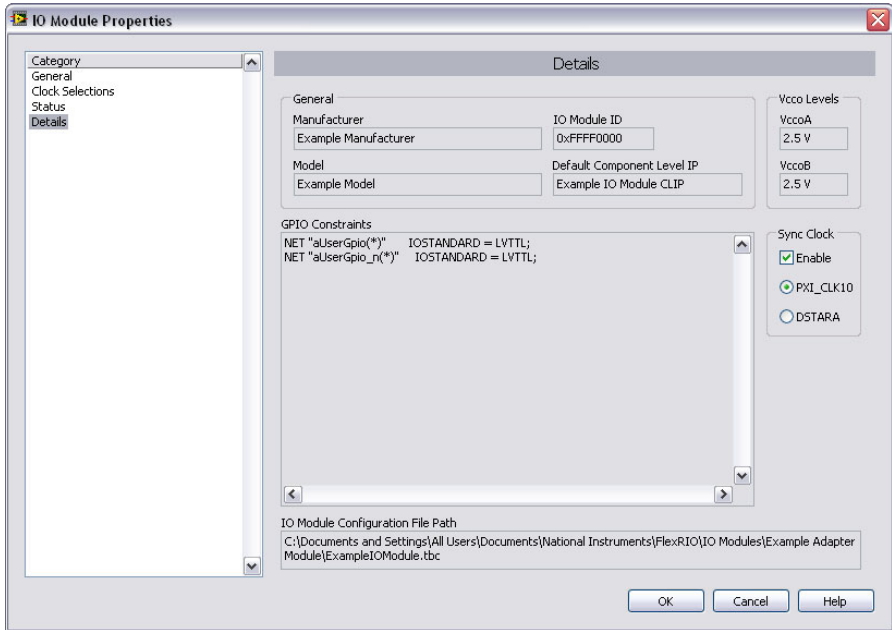 IO Module Properties
Category
General
Clock Selections
Status
Details
Details
General
Manufacturer
Example Manufacturer
IO Module ID
0xFFFF0000
Model
Example Model
Default Component Level IP
Example IO Module CLIP
Vcco Levels
VccoA
2.5 V
VccoB
2.5 V
GPIO Constraints
NET "aUserGpio(*)"     IOSTANDARD = LVTTL;
NET "aUserGpio_n(*)"    IOSTANDARD = LVTTL;
Sync Clock
Enable
PXI_CLK10
DSTARA
IO Module Configuration File Path
C:\Documents and Settings\All Users\Documents\National Instruments\FlexRIO\IO Modules\Example Adapter
Module\ExampleIOModule.tbc
OK
Cancel
Help